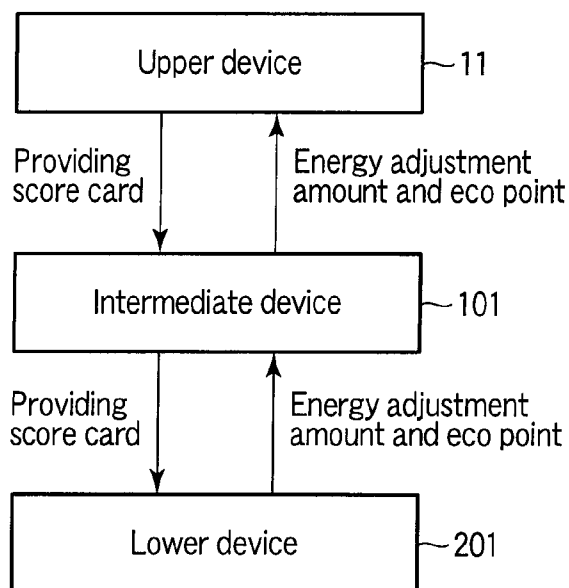 Upper device
11
Providing
score card
Energy adjustment
amount and eco point
Intermediate device
101
Providing
score card
Energy adjustment
amount and eco point
Lower device
201